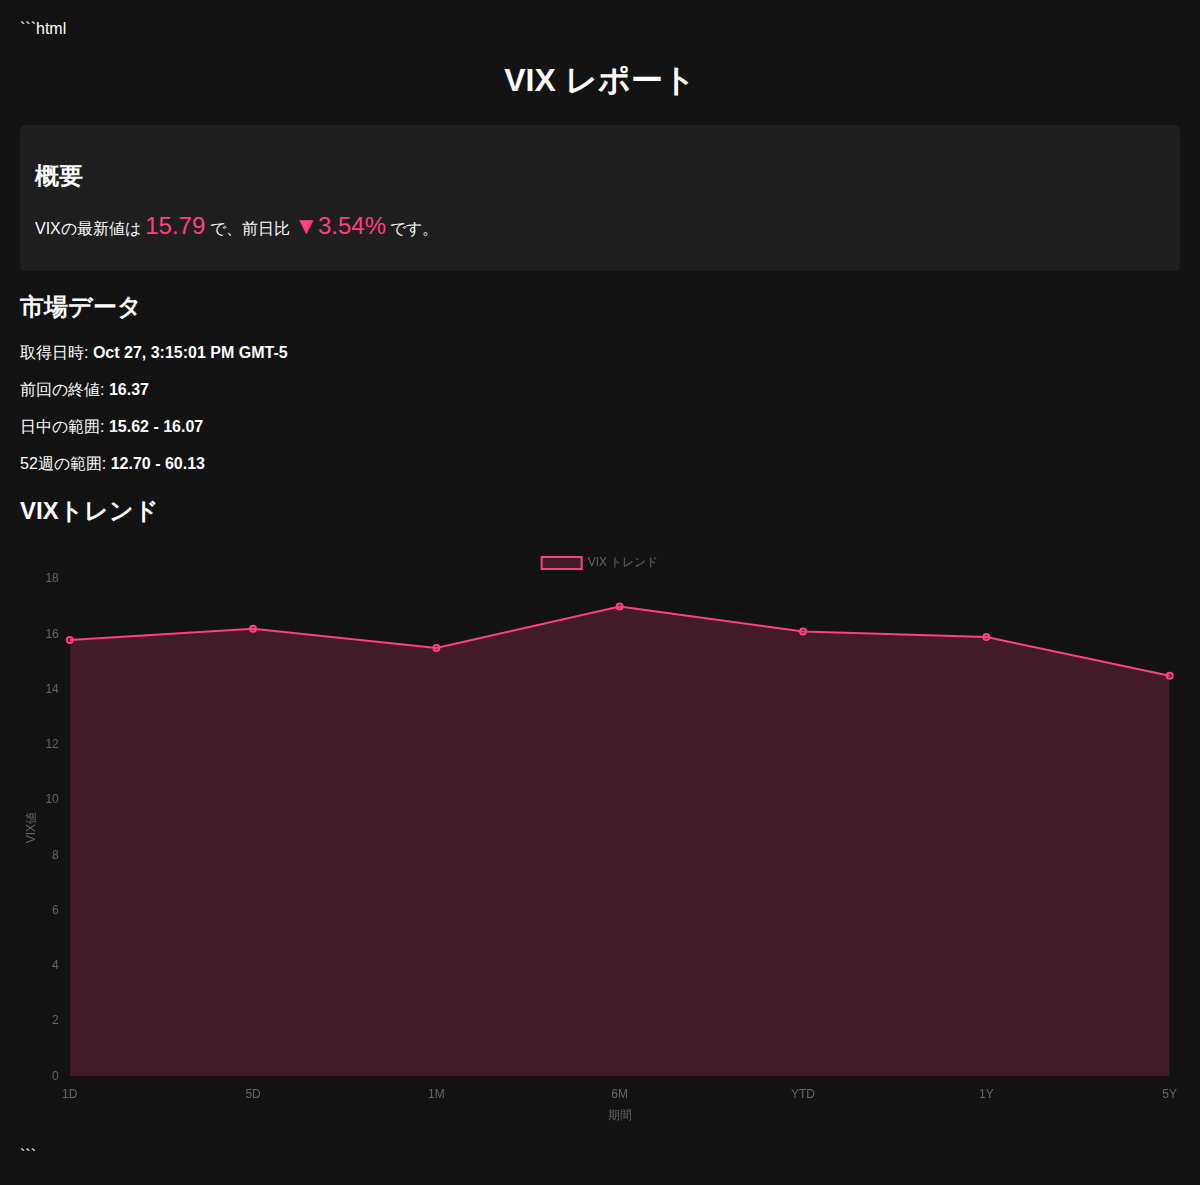 ```html
VIX レポート
概要
VIXの最新値は 15.79 で、前日比 ▼3.54% です。
市場データ
取得日時: Oct 27, 3:15:01 PM GMT-5
前回の終値: 16.37
日中の範囲: 15.62 - 16.07
52週の範囲: 12.70 - 60.13
VIXトレンド
VIX トレンド
18
16
14
12
10
8
6
4
2
0
VIX値
1D 5D 1M 6M YTD 1Y 5Y
期間
```